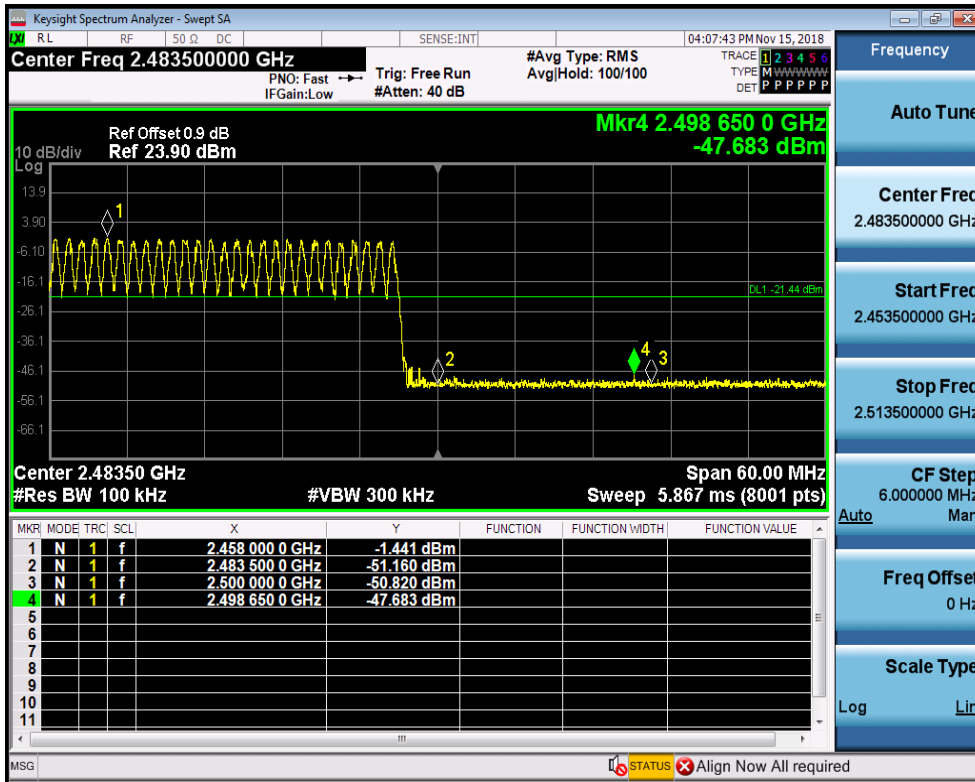 Keysight Spectrum Analyzer - Swept SA
LXI RL RF 50 Ω DC SENSE:INT 04:07:43 PM Nov 15, 2018
Center Freq 2.483500000 GHz
PNO: Fast
IFGain:Low
Trig: Free Run
#Atten: 40 dB
#Avg Type: RMS
Avg|Hold: 100/100
TRACE 1 2 3 4 5 6
TYPE M W W W W W
DET P P P P P P
Mkr4 2.498 650 0 GHz
-47.683 dBm
Ref Offset 0.9 dB
10 dB/div Ref 23.90 dBm
Log
13.9
3.90
-6.10
-16.1
-26.1
-36.1
-46.1
-56.1
-66.1
1
DL1 -21.44 dBm
2
4
3
Center 2.48350 GHz Span 60.00 MHz
#Res BW 100 kHz #VBW 300 kHz Sweep 5.867 ms (8001 pts)
MKR MODE TRC SCL X Y FUNCTION FUNCTION WIDTH FUNCTION VALUE
1 N 1 f 2.458 000 0 GHz -1.441 dBm
2 N 1 f 2.483 500 0 GHz -51.160 dBm
3 N 1 f 2.500 000 0 GHz -50.820 dBm
4 N 1 f 2.498 650 0 GHz -47.683 dBm
5
6
7
8
9
10
11
MSG STATUS Align Now All required
Frequency
Auto Tune
Center Freq
2.483500000 GHz
Start Freq
2.453500000 GHz
Stop Freq
2.513500000 GHz
CF Step
6.000000 MHz
Auto Man
Freq Offset
0 Hz
Scale Type
Log Lin